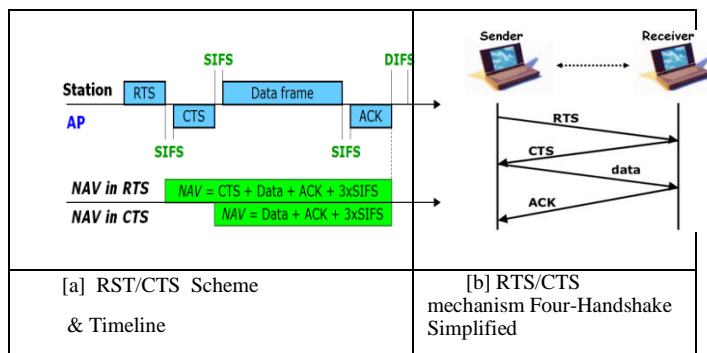 SIFS
DIFS
Station
RTS
Data frame
AP
CTS
ACK
SIFS
SIFS
NAV in RTS
NAV = CTS + Data + ACK + 3xSIFS
NAV in CTS
NAV = Data + ACK + 3xSIFS
Sender
Receiver
RTS
CTS
data
ACK
[a] RST/CTS Scheme
& Timeline
[b] RTS/CTS
mechanism Four-Handshake
Simplified